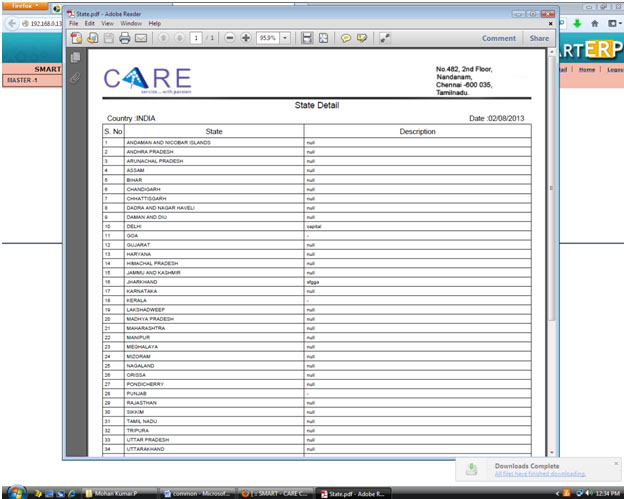 Firefox
State.pdf - Adobe Reader
File Edit View Window Help
192.168.0.13
1 / 1 95.9% Comment Share
ARTERP
SMART
MASTER -1
Home | Logou
CARE
service... with passion
No.482, 2nd Floor,
Nandanam,
Chennai -600 035,
Tamilnadu.
State Detail
Country :INDIA Date :02/08/2013
S. No State Description
1 ANDAMAN AND NICOBAR ISLANDS null
2 ANDHRA PRADESH null
3 ARUNACHAL PRADESH null
4 ASSAM null
5 BIHAR null
6 CHANDIGARH null
7 CHHATTISGARH null
8 DADRA AND NAGAR HAVELI null
9 DAMAN AND DIU null
10 DELHI capital
11 GOA -
12 GUJARAT null
13 HARYANA null
14 HIMACHAL PRADESH null
15 JAMMU AND KASHMIR null
16 JHARKHAND sfgga
17 KARNATAKA null
18 KERALA -
19 LAKSHADWEEP null
20 MADHYA PRADESH null
21 MAHARASHTRA null
22 MANIPUR null
23 MEGHALAYA null
24 MIZORAM null
25 NAGALAND null
26 ORISSA null
27 PONDICHERRY null
28 PUNJAB -
29 RAJASTHAN null
30 SIKKIM null
31 TAMIL NADU null
32 TRIPURA null
33 UTTAR PRADESH null
34 UTTARAKHAND null
Downloads Complete
All files have finished downloading.
Mohan Kumar.P common - Microsof... :: SMART - CARE C... State.pdf - Adobe R... 12:34 PM